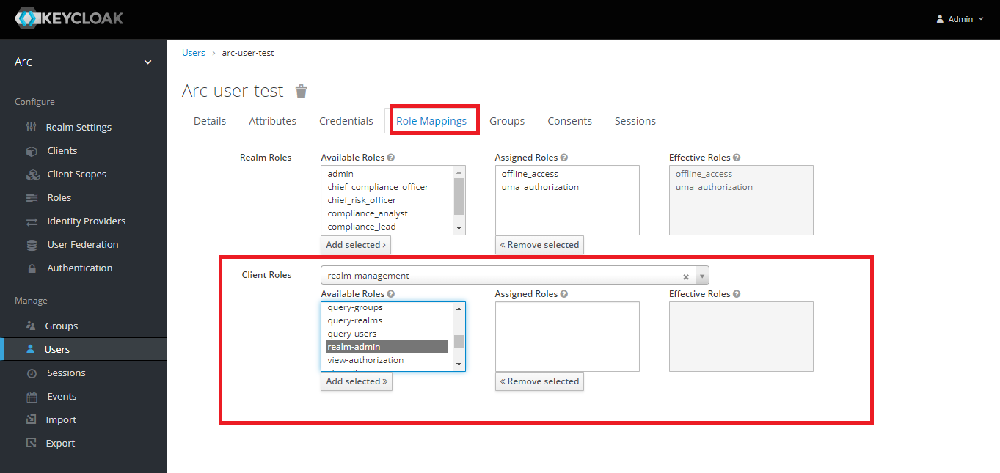 KEYCLOAK
Admin
Arc
Users › arc-user-test
Arc-user-test
Details Attributes Credentials Role Mappings Groups Consents Sessions
Configure
Realm Settings
Clients
Client Scopes
Roles
Identity Providers
User Federation
Authentication
Manage
Groups
Users
Sessions
Events
Import
Export
Realm Roles
Available Roles
admin
chief_compliance_officer
chief_risk_officer
compliance_analyst
compliance_lead
Add selected ›
Assigned Roles
offline_access
uma_authorization
« Remove selected
Effective Roles
offline_access
uma_authorization
Client Roles
realm-management
Available Roles
query-groups
query-realms
query-users
realm-admin
view-authorization
Add selected »
Assigned Roles
« Remove selected
Effective Roles